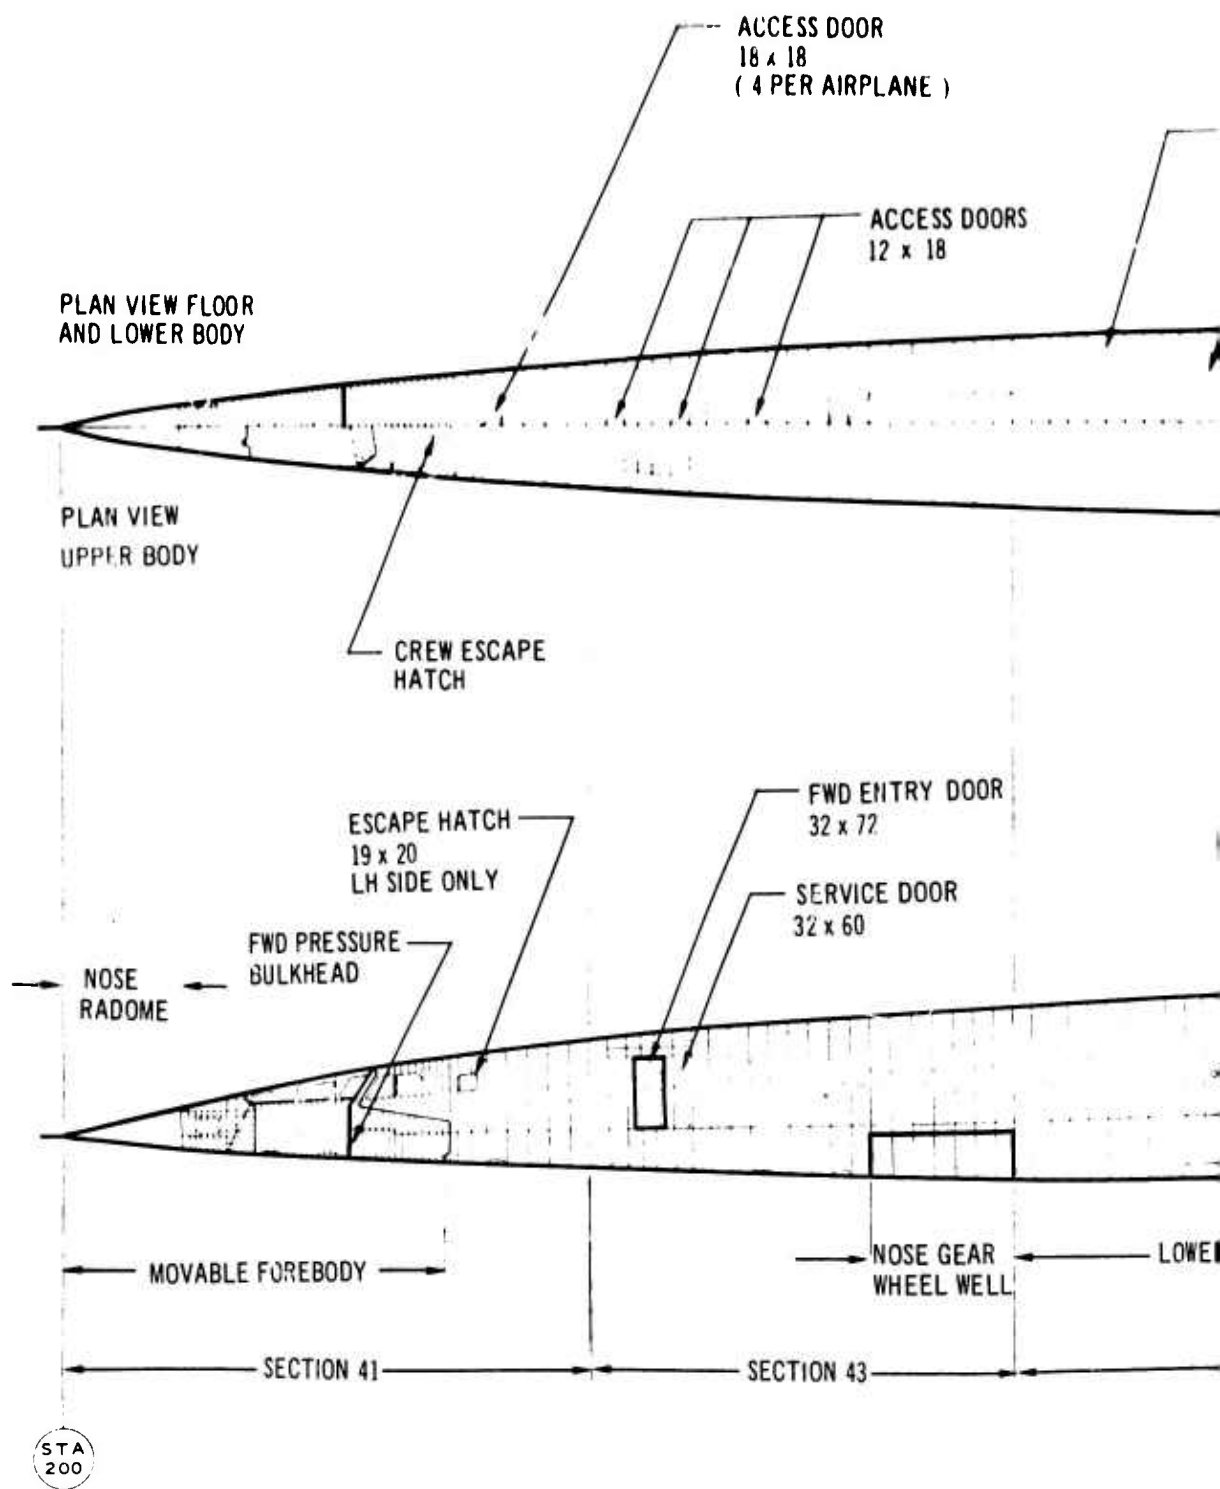 ACCESS DOOR
18 x 18
( 4 PER AIRPLANE )
ACCESS DOORS
12 x 18
PLAN VIEW FLOOR
AND LOWER BODY
PLAN VIEW
UPPER BODY
CREW ESCAPE
HATCH
FWD ENTRY DOOR
32 x 72
ESCAPE HATCH
19 x 20
LH SIDE ONLY
SERVICE DOOR
32 x 60
FWD PRESSURE
BULKHEAD
NOSE
RADOME
MOVABLE FOREBODY
NOSE GEAR
WHEEL WELL
SECTION 41
SECTION 43
STA
200